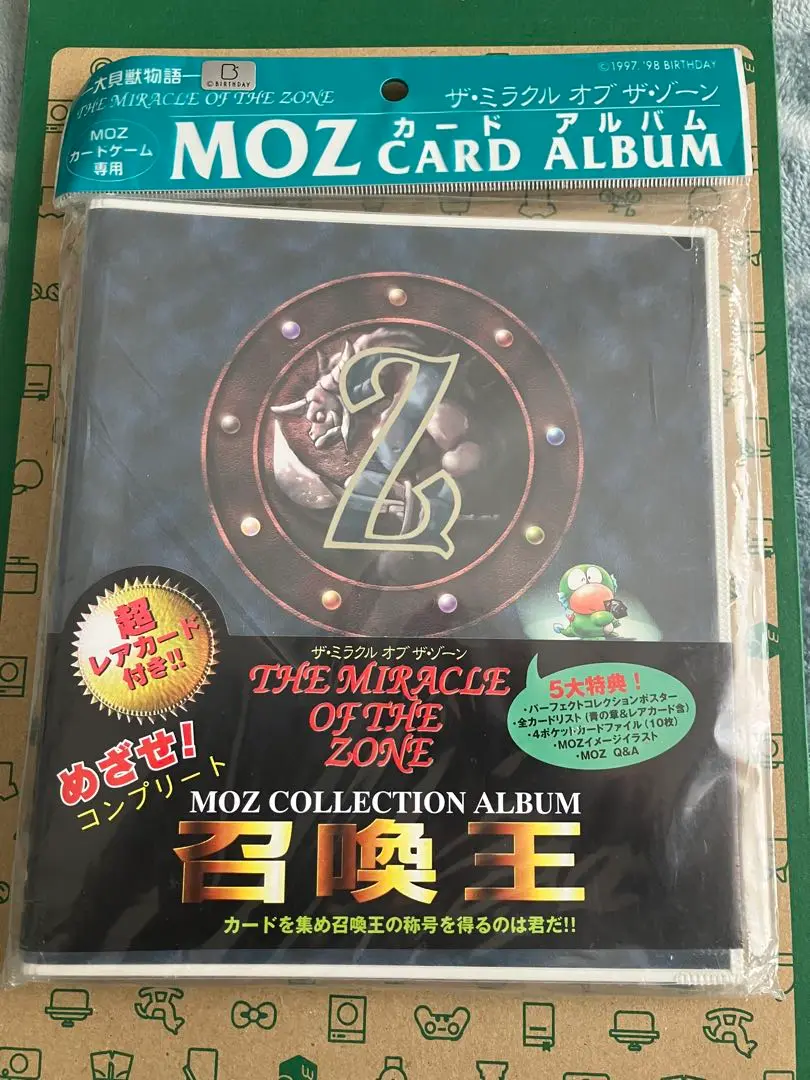 大貝獣物語
B
© BIRTHDAY
©1997, '98 BIRTHDAY
THE MIRACLE OF THE ZONE
ザ・ミラクル オブ ザ・ゾーン
MOZ
カードゲーム
専用
カード アルバム
MOZ CARD ALBUM
Z
超
レアカード
付き!!
ザ・ミラクル オブ ザ・ゾーン
THE MIRACLE
OF THE
ZONE
5大特典！
・パーフェクトコレクションポスター
・全カードリスト(青の章&レアカード含)
・4ポケットカードファイル(10枚)
・MOZイメージイラスト
・MOZ Q&A
めざせ!
コンプリート
MOZ COLLECTION ALBUM
召喚王
カードを集め召喚王の称号を得るのは君だ!!